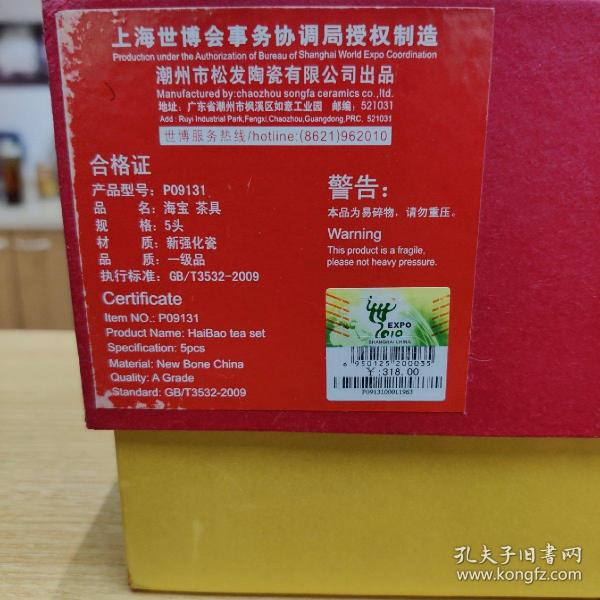 上海世博会事务协调局授权制造
Production under the Authorization of Bureau of Shanghai World Expo Coordination
潮州市松发陶瓷有限公司出品
Manufactured by:chaozhou songfa ceramics co.,ltd.
地址：广东省潮州市枫溪区如意工业园 邮编：521031
Add : Ruyi Industrial Park,Fengxi,Chaozhou,Guangdong,PRC, 521031
世博服务热线/hotline:(8621)962010
合格证
产品型号：P09131
品 名：海宝 茶具
规 格：5头
材 质：新强化瓷
品 质：一级品
执行标准：GB/T3532-2009
Certificate
Item NO.: P09131
Product Name: HaiBao tea set
Specification: 5pcs
Material: New Bone China
Quality: A Grade
Standard: GB/T3532-2009
警告：
本品为易碎物，请勿重压。
Warning
This product is a fragile,
please not heavy pressure.
EXPO
2010
SHANGHAI CHINA
6 950125 200035
¥:318.00
P0913100011963
孔夫子旧书网
www.kongfz.com